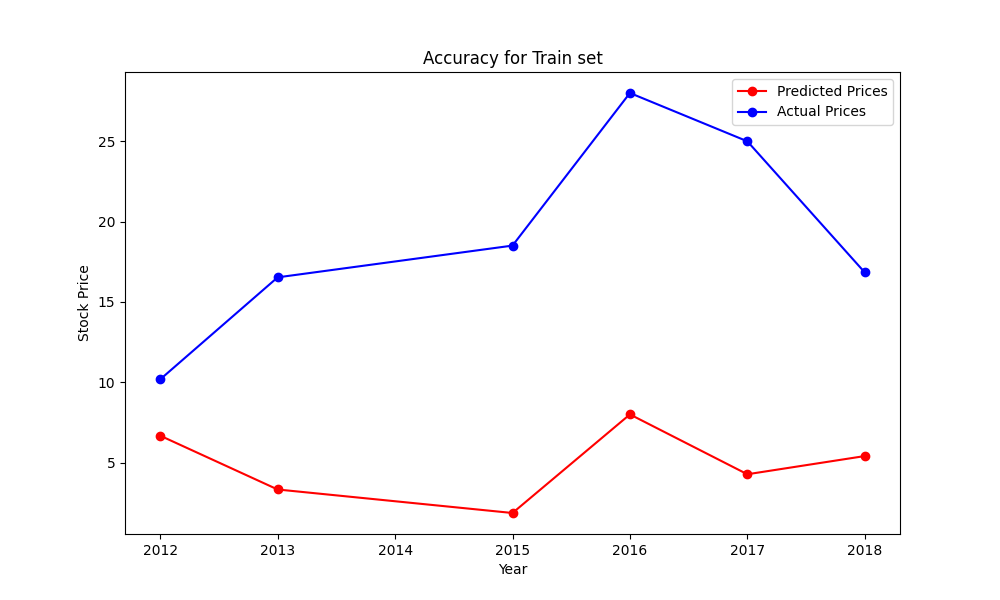 Accuracy for Train set
Predicted Prices
Actual Prices
25
20
15
10
5
Stock Price
2012 2013 2014 2015 2016 2017 2018
Year